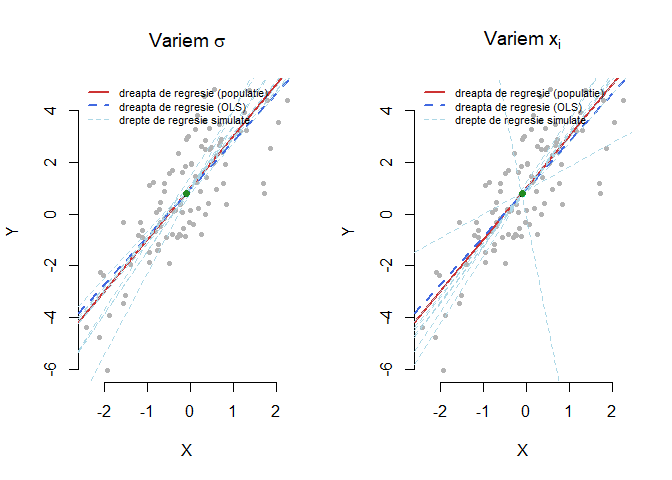 Variem σ
dreapta de regresie (populatie)
dreapta de regresie (OLS)
drepte de regresie simulate
4
2
0
-2
-4
-6
Y
-2
-1
0
1
2
X
Variem xi
dreapta de regresie (populatie)
dreapta de regresie (OLS)
drepte de regresie simulate
4
2
0
-2
-4
-6
Y
-2
-1
0
1
2
X